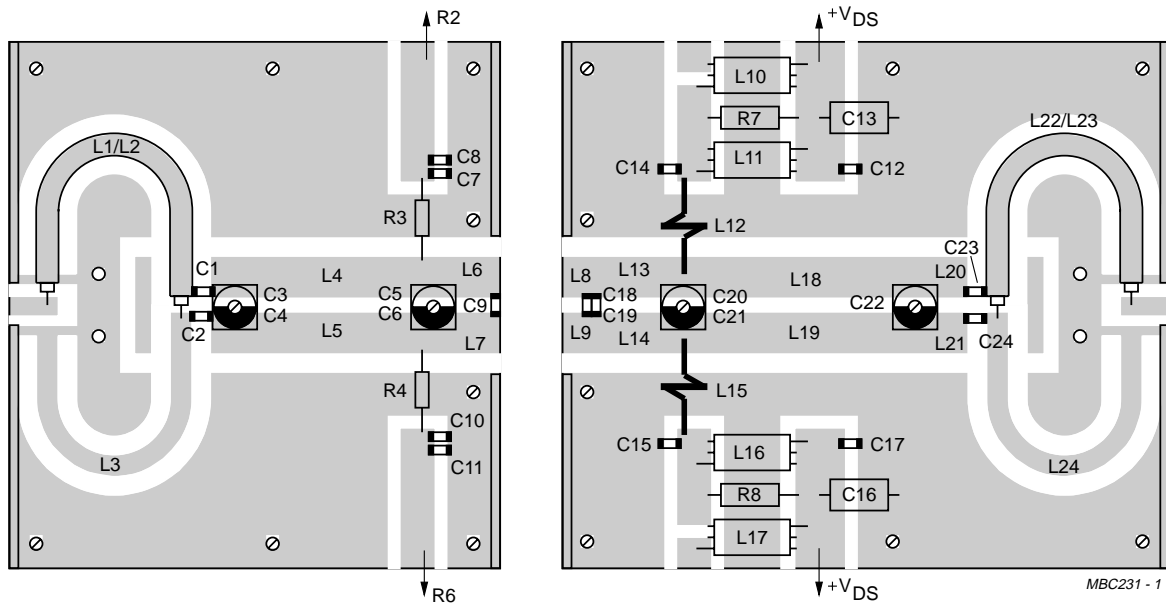 R2
+VDS
L1/L2
C8
C7
R3
C1
L4
L6
C3
C4
C5
C6
C9
C2
L5
L7
R4
C10
C11
L3
R6
L10
R7
C13
L22/L23
C14
L11
C12
L12
C23
L8
L13
L18
L20
C18
C19
C20
C21
C22
L9
L14
L19
L21
C24
L15
C15
L16
C17
R8
C16
L24
L17
+VDS
MBC231 - 1